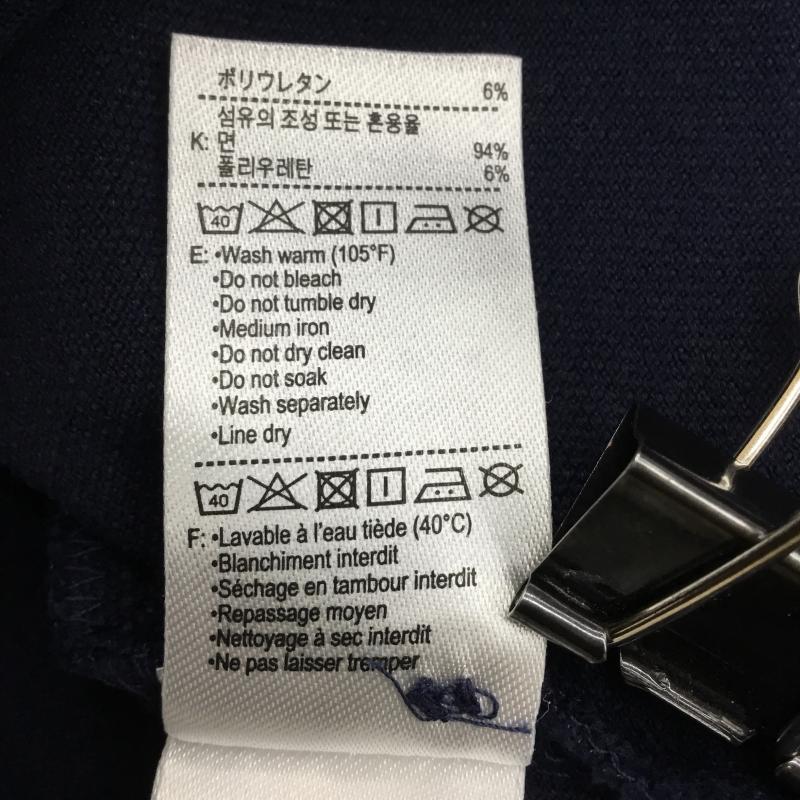 ポリウレタン 6%
섬유의 조성 또는 혼용율
K: 면 94%
폴리우레탄 6%
40
E: •Wash warm (105°F)
•Do not bleach
•Do not tumble dry
•Medium iron
•Do not dry clean
•Do not soak
•Wash separately
•Line dry
40
F: •Lavable à l'eau tiède (40°C)
•Blanchiment interdit
•Séchage en tambour interdit
•Repassage moyen
•Nettoyage à sec interdit
•Ne pas laisser tremper